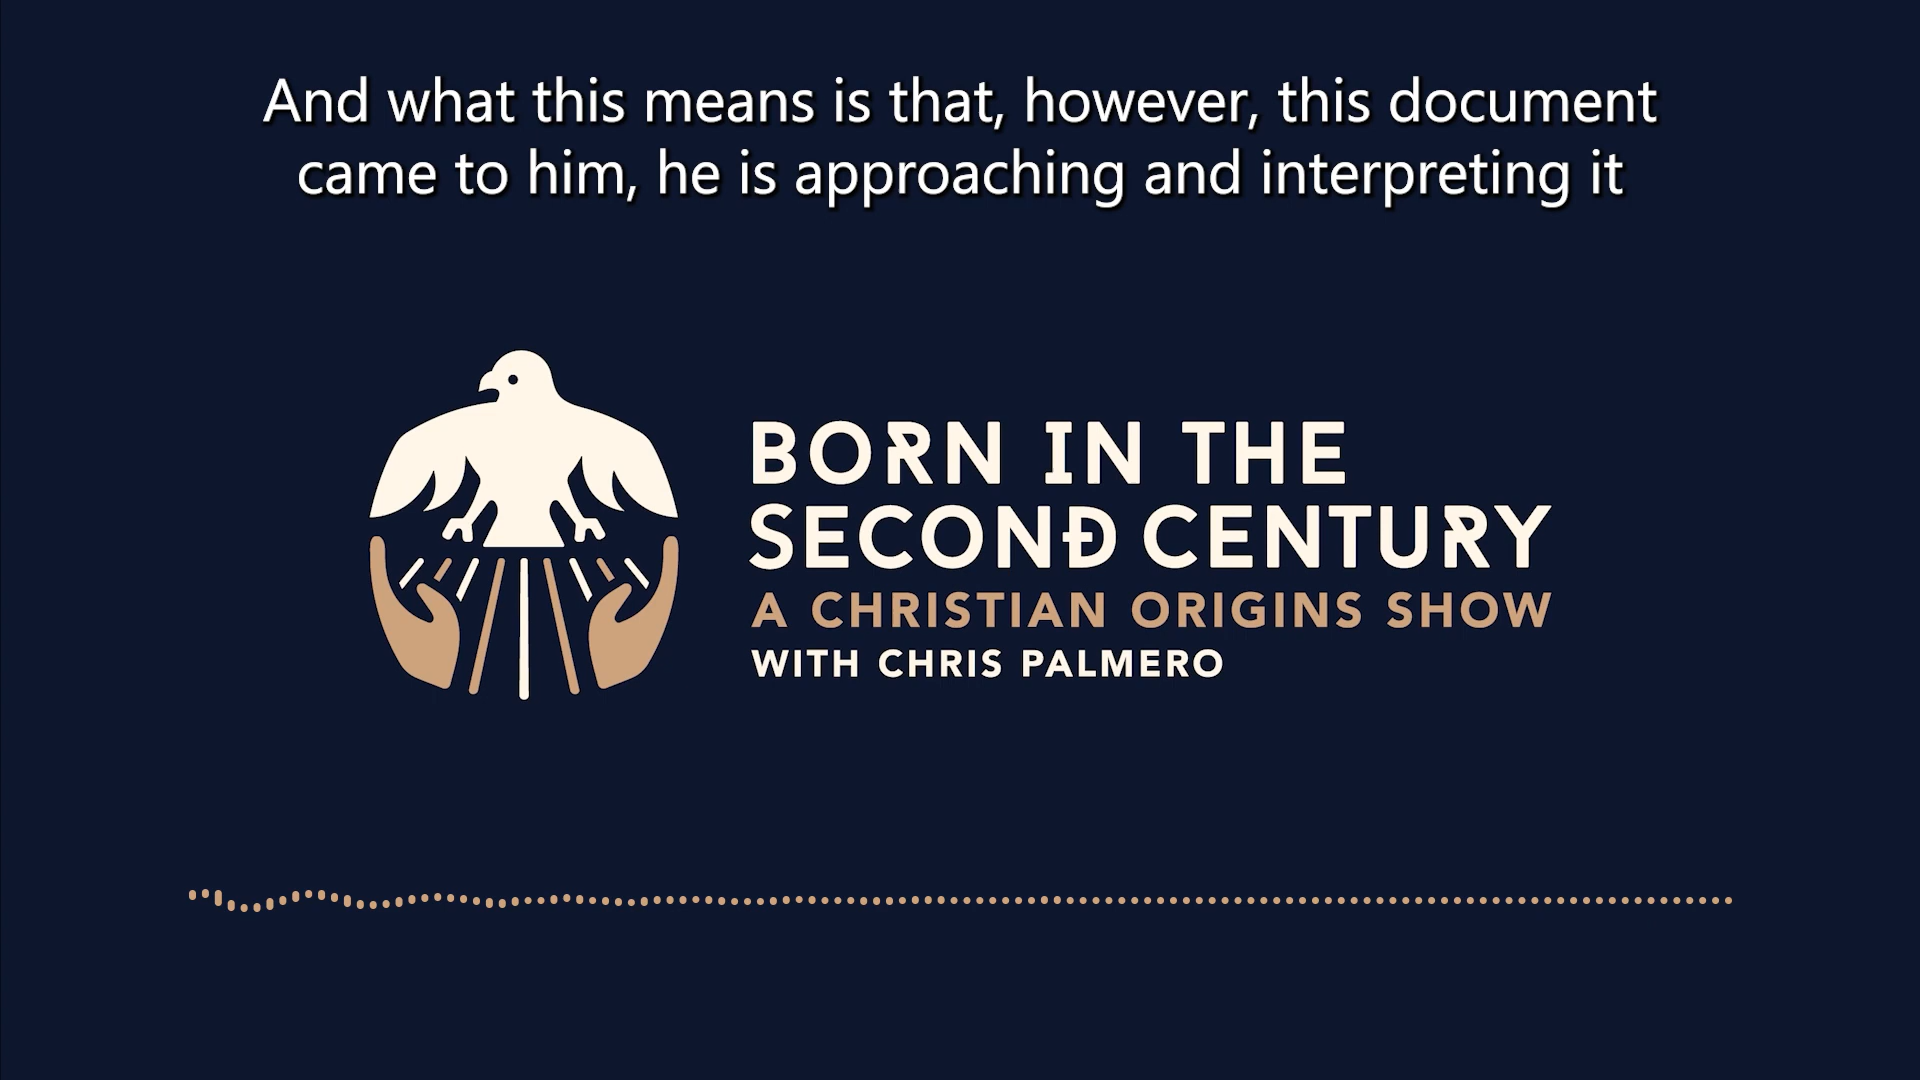 And what this means is that, however, this document
came to him, he is approaching and interpreting it
BORN IN THE
SECOND CENTURY
A CHRISTIAN ORIGINS SHOW
WITH CHRIS PALMERO